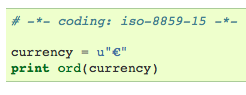 # -*- coding: iso-8859-15 -*-
currency = u"€"
print ord(currency)